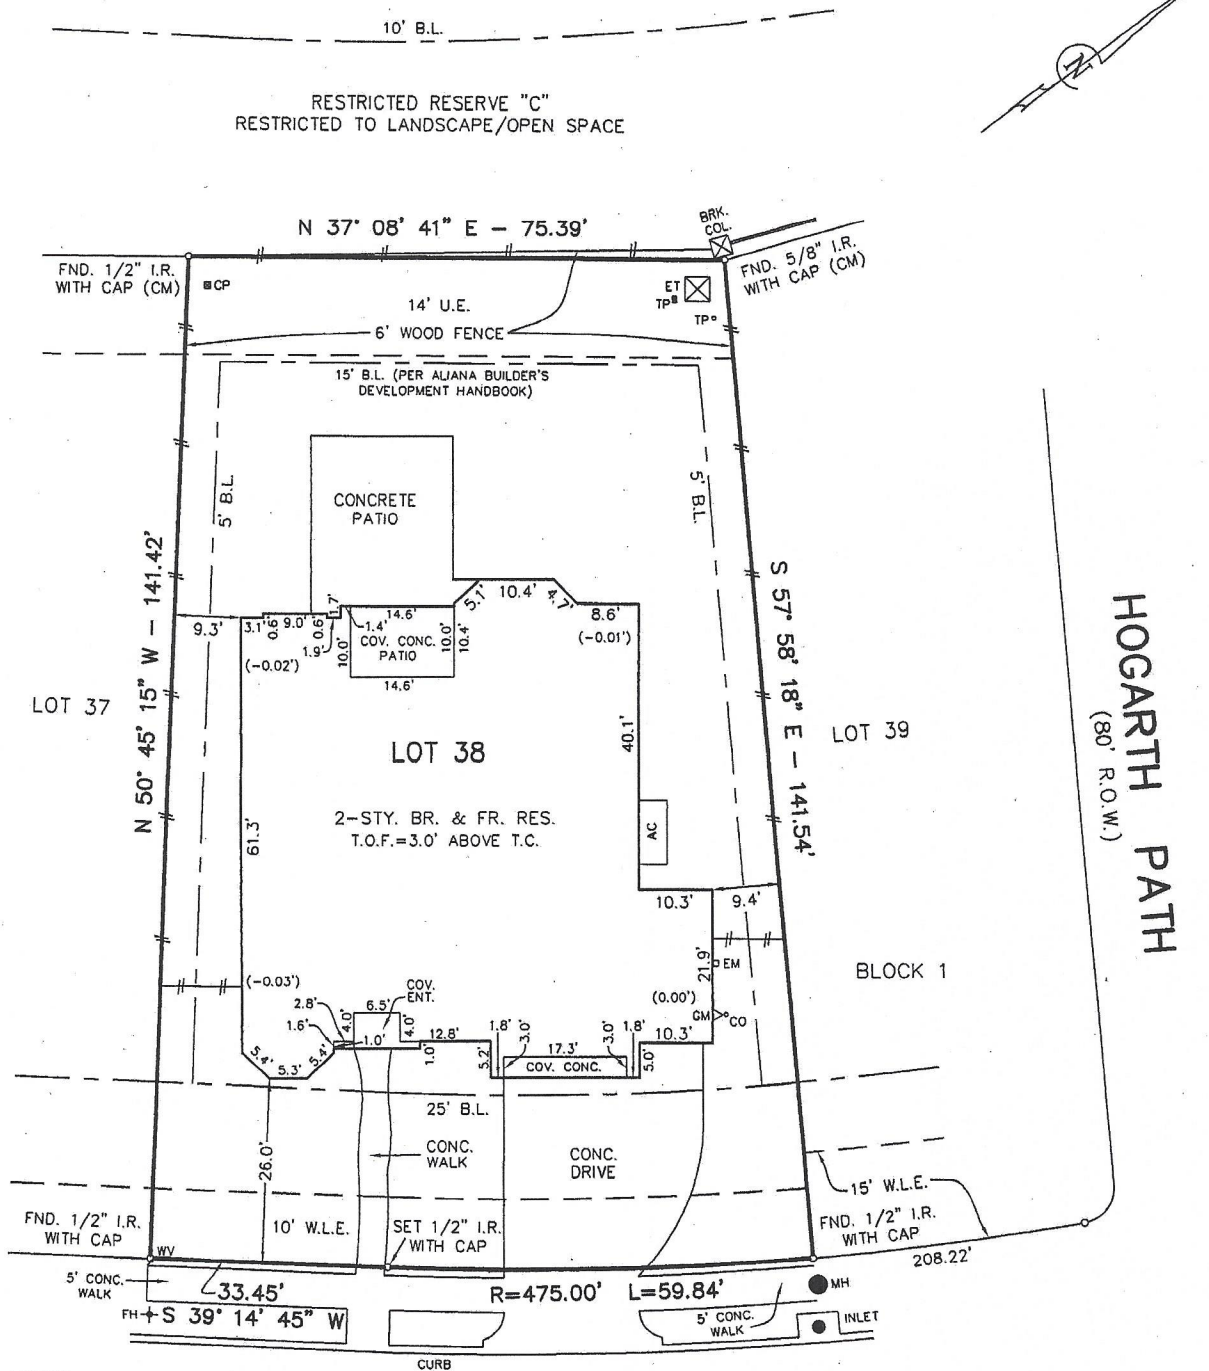 10' B.L.
N
RESTRICTED RESERVE "C"
RESTRICTED TO LANDSCAPE/OPEN SPACE
N 37° 08' 41" E - 75.39'
BRK.
COL.
FND. 1/2" I.R.
WITH CAP (CM)
FND. 5/8" I.R.
WITH CAP (CM)
CP
ET
TP
TP
14' U.E.
6' WOOD FENCE
15' B.L. (PER ALIANA BUILDER'S
DEVELOPMENT HANDBOOK)
5' B.L.
5' B.L.
CONCRETE
PATIO
N 50° 45' 15" W - 141.42'
S 57° 58' 18" E - 141.54'
HOGARTH PATH
(80' R.O.W.)
9.3'
3.1'
0.6'
9.0'
0.6'
1.7'
1.9'
1.4'
14.6'
10.0'
COV. CONC.
PATIO
10.0'
10.4'
14.6'
5.1'
10.4'
4.7'
8.6'
(-0.01')
(-0.02')
LOT 37
LOT 38
LOT 39
40.1'
2-STY. BR. & FR. RES.
T.O.F.=3.0' ABOVE T.C.
61.3'
AC
10.3'
9.4'
21.9'
EM
BLOCK 1
(0.00')
GM
CO
10.3'
(-0.03')
COV.
ENT.
2.8'
6.5'
4.0'
4.0'
1.6'
1.0'
12.8'
1.0'
5.2'
1.8'
3.0'
17.3'
COV. CONC.
3.0'
1.8'
5.0'
5.4'
5.3'
5.4'
25' B.L.
26.0'
CONC.
WALK
CONC.
DRIVE
15' W.L.E.
10' W.L.E.
FND. 1/2" I.R.
WITH CAP
SET 1/2" I.R.
WITH CAP
FND. 1/2" I.R.
WITH CAP
208.22'
WV
5' CONC.
WALK
33.45'
R=475.00' L=59.84'
MH
FH
S 39° 14' 45" W
5' CONC.
WALK
INLET
CURB